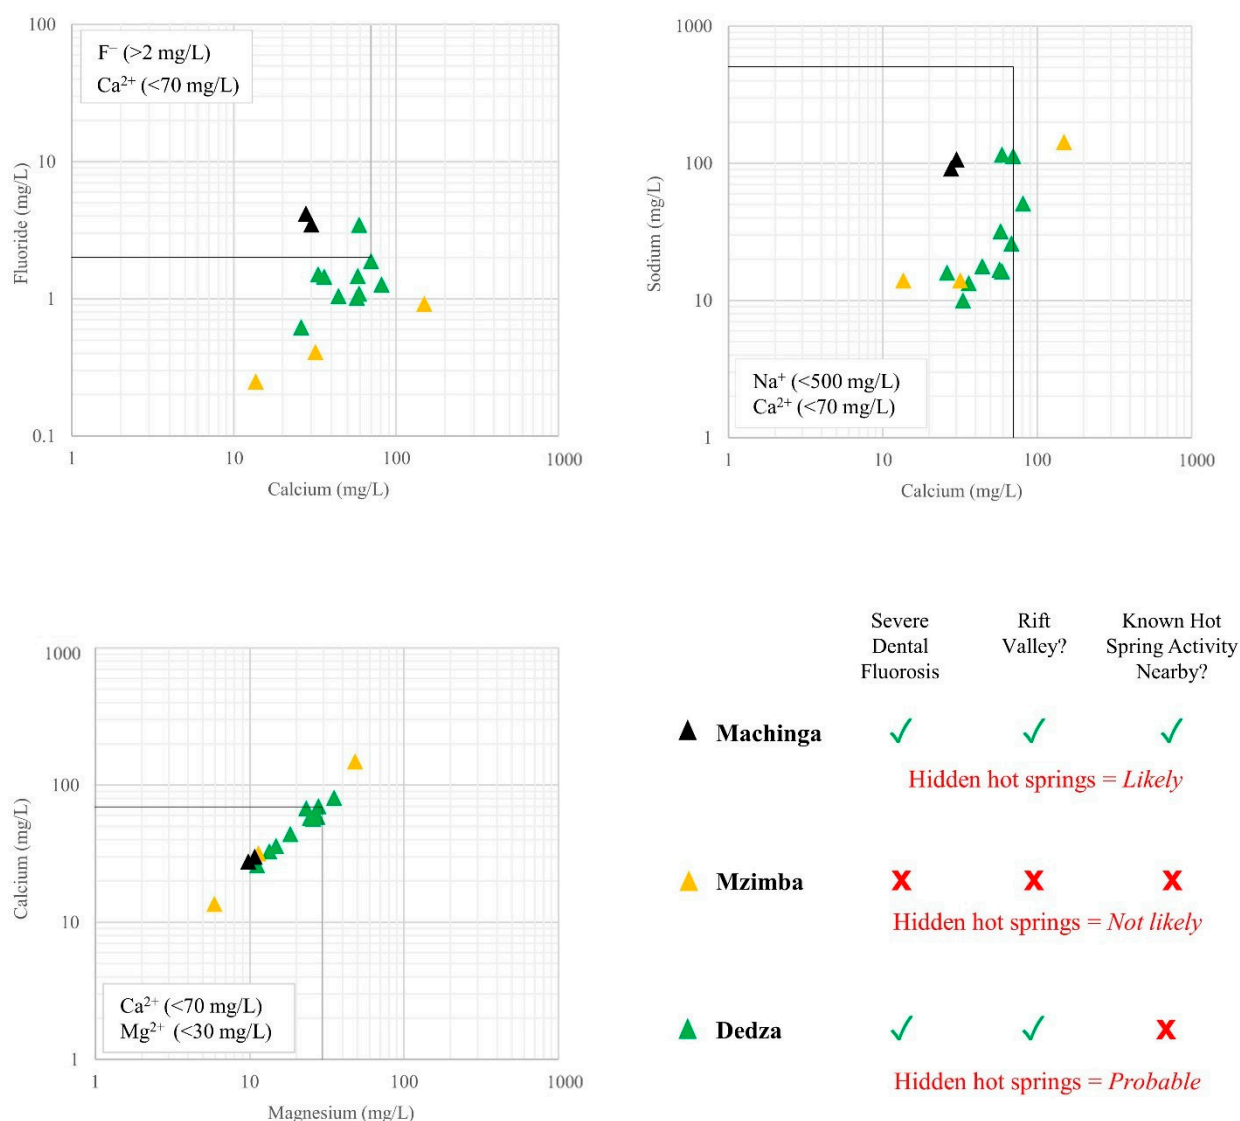 F⁻ (>2 mg/L)
Ca²⁺ (<70 mg/L)
100
10
1
0.1
Fluoride (mg/L)
1
10
100
1000
Calcium (mg/L)
Na⁺ (<500 mg/L)
Ca²⁺ (<70 mg/L)
1000
100
10
1
Sodium (mg/L)
1
10
100
1000
Calcium (mg/L)
Ca²⁺ (<70 mg/L)
Mg²⁺ (<30 mg/L)
1000
100
10
1
Calcium (mg/L)
1
10
100
1000
Magnesium (mg/L)
Severe
Dental
Fluorosis
Rift
Valley?
Known Hot
Spring Activity
Nearby?
Machinga ✓ ✓ ✓
Hidden hot springs = Likely
Mzimba X X X
Hidden hot springs = Not likely
Dedza ✓ ✓ X
Hidden hot springs = Probable